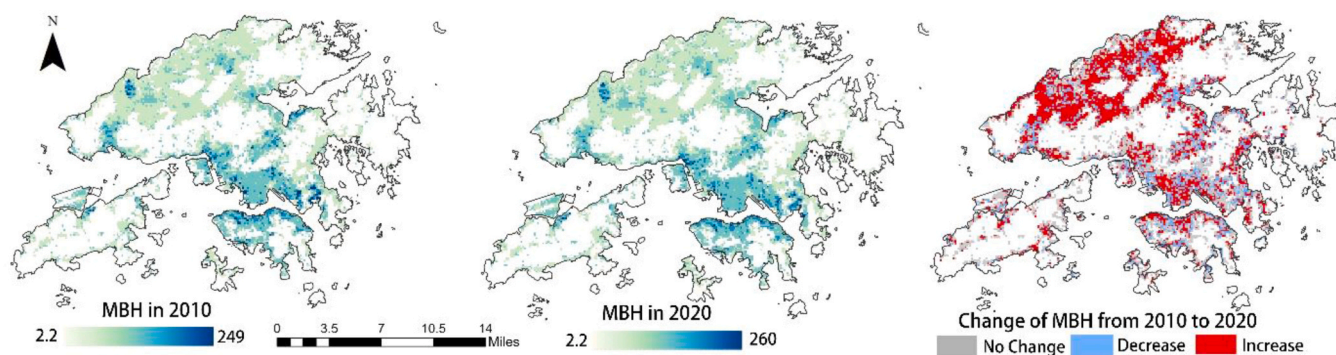 N
MBH in 2010
2.2 249
0 3.5 7 10.5 14
Miles
MBH in 2020
2.2 260
Change of MBH from 2010 to 2020
No Change Decrease Increase